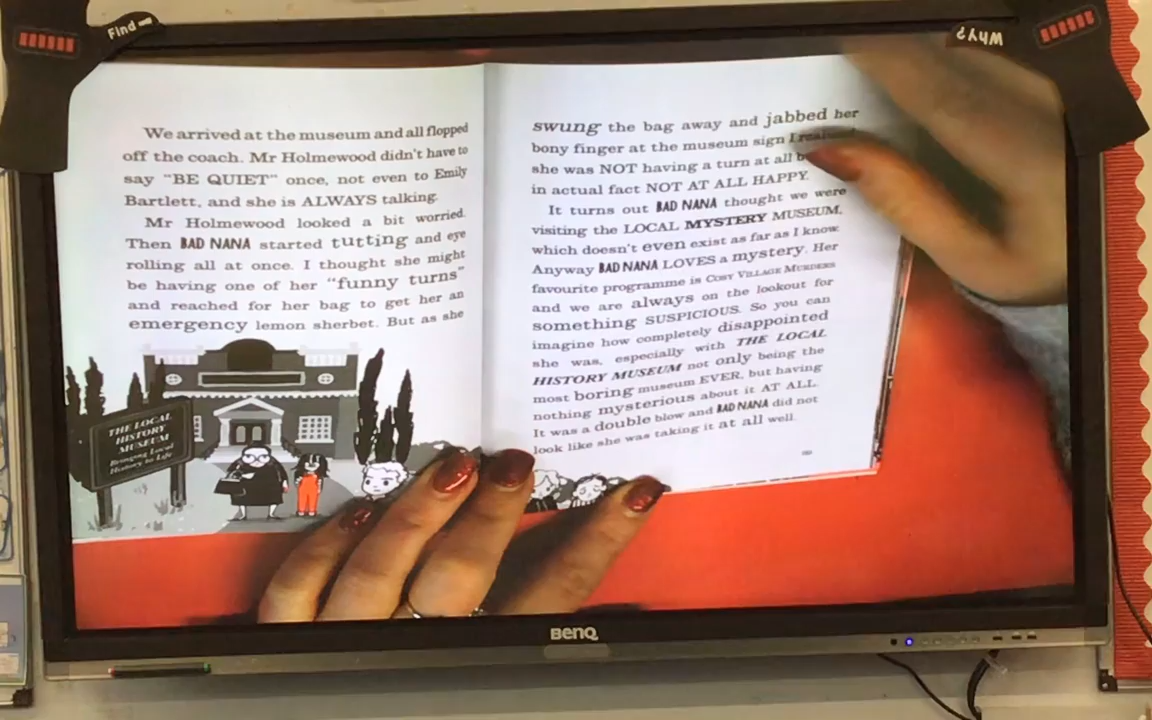 Find
WHY?
We arrived at the museum and all flopped
off the coach. Mr Holmewood didn't have to
say "BE QUIET" once, not even to Emily
Bartlett, and she is ALWAYS talking.
Mr Holmewood looked a bit worried.
Then BAD NANA started tutting and eye
rolling all at once. I thought she might
be having one of her "funny turns"
and reached for her bag to get her an
emergency lemon sherbet. But as she
THE LOCAL
HISTORY
MUSEUM
Bringing Local
History to Life
swung the bag away and jabbed her
bony finger at the museum sign I
she was NOT having a turn at all
in actual fact NOT AT ALL HAPPY.
It turns out BAD NANA thought we were
visiting the LOCAL MYSTERY MUSEUM,
which doesn't even exist as far as I know.
Anyway BAD NANA LOVES a mystery. Her
favourite programme is COSY VILLAGE MURDERS
and we are always on the lookout for
something SUSPICIOUS. So you can
imagine how completely disappointed
she was, especially with THE LOCAL
HISTORY MUSEUM not only being the
most boring museum EVER, but having
nothing mysterious about it AT ALL.
It was a double blow and BAD NANA did not
look like she was taking it at all well.
BenQ